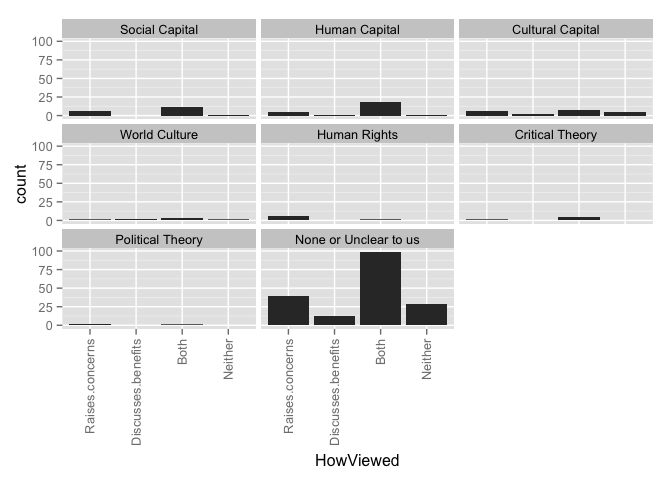 Social Capital
Human Capital
Cultural Capital
100
75
50
25
0
World Culture
Human Rights
Critical Theory
100
75
50
25
0
count
Political Theory
None or Unclear to us
100
75
50
25
0
Raises.concerns
Discusses.benefits
Both
Neither
Raises.concerns
Discusses.benefits
Both
Neither
HowViewed